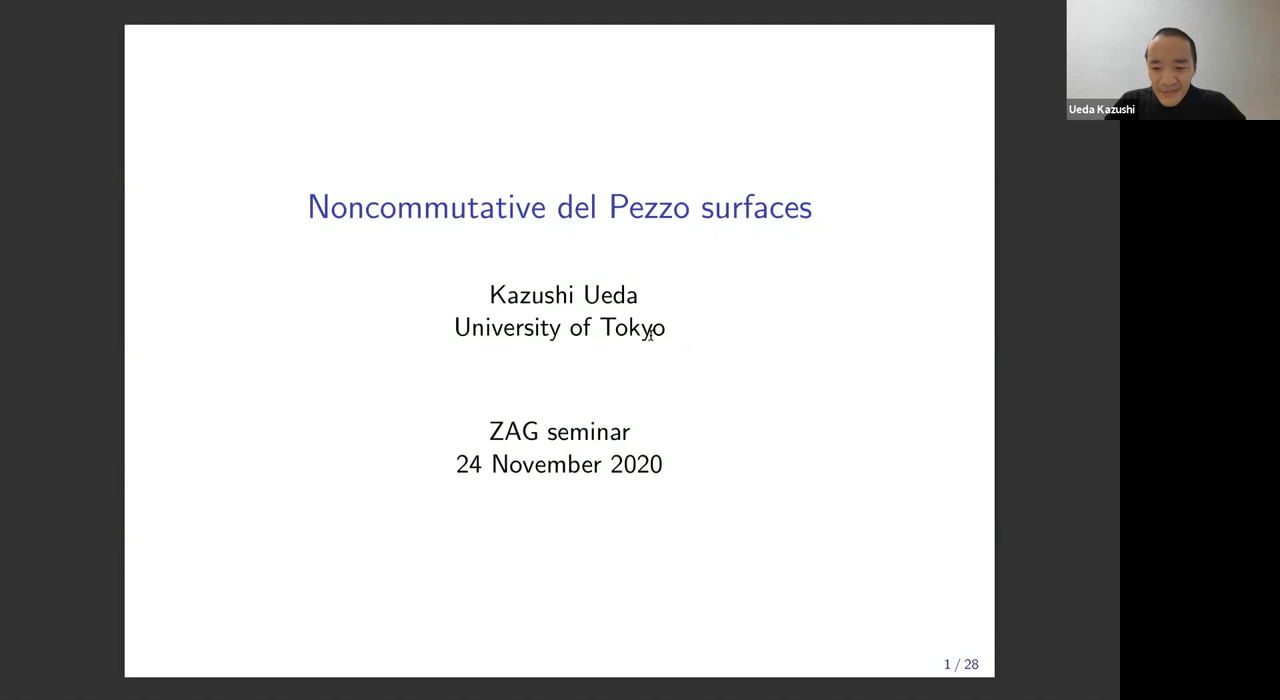 Noncommutative del Pezzo surfaces
Kazushi Ueda
University of Tokyo
ZAG seminar
24 November 2020
1 / 28
Ueda Kazushi